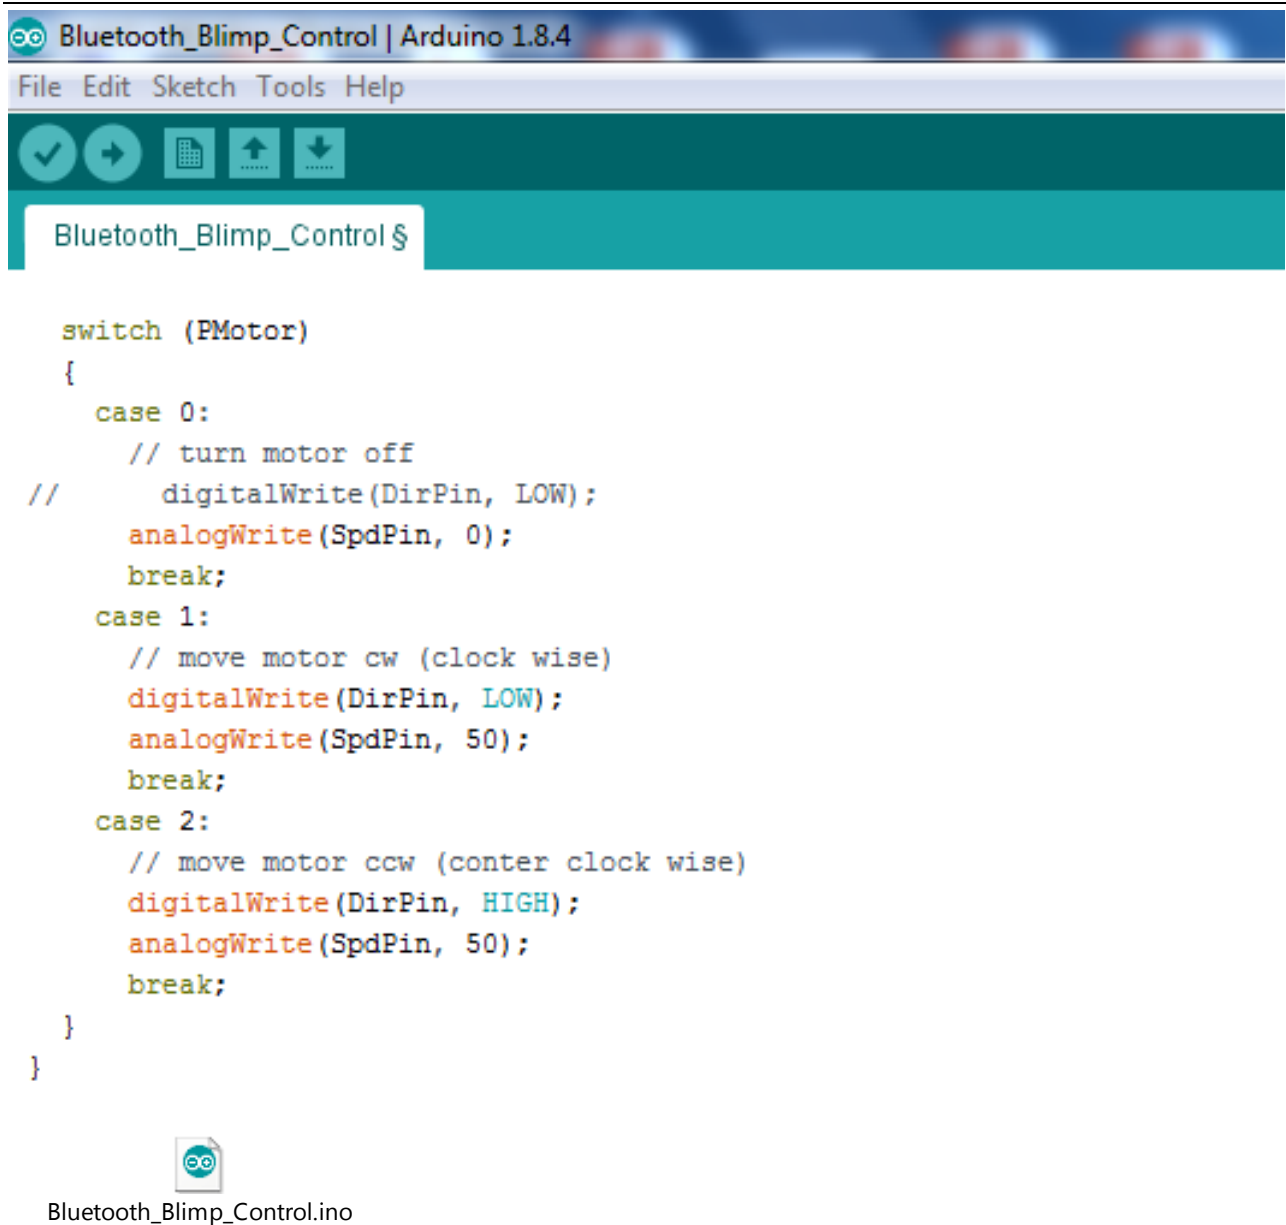 Bluetooth_Blimp_Control | Arduino 1.8.4
File Edit Sketch Tools Help
Bluetooth_Blimp_Control §
switch (PMotor)
{
case 0:
// turn motor off
// digitalWrite(DirPin, LOW);
analogWrite(SpdPin, 0);
break;
case 1:
// move motor cw (clock wise)
digitalWrite(DirPin, LOW);
analogWrite(SpdPin, 50);
break;
case 2:
// move motor ccw (conter clock wise)
digitalWrite(DirPin, HIGH);
analogWrite(SpdPin, 50);
break;
}
}
Bluetooth_Blimp_Control.ino